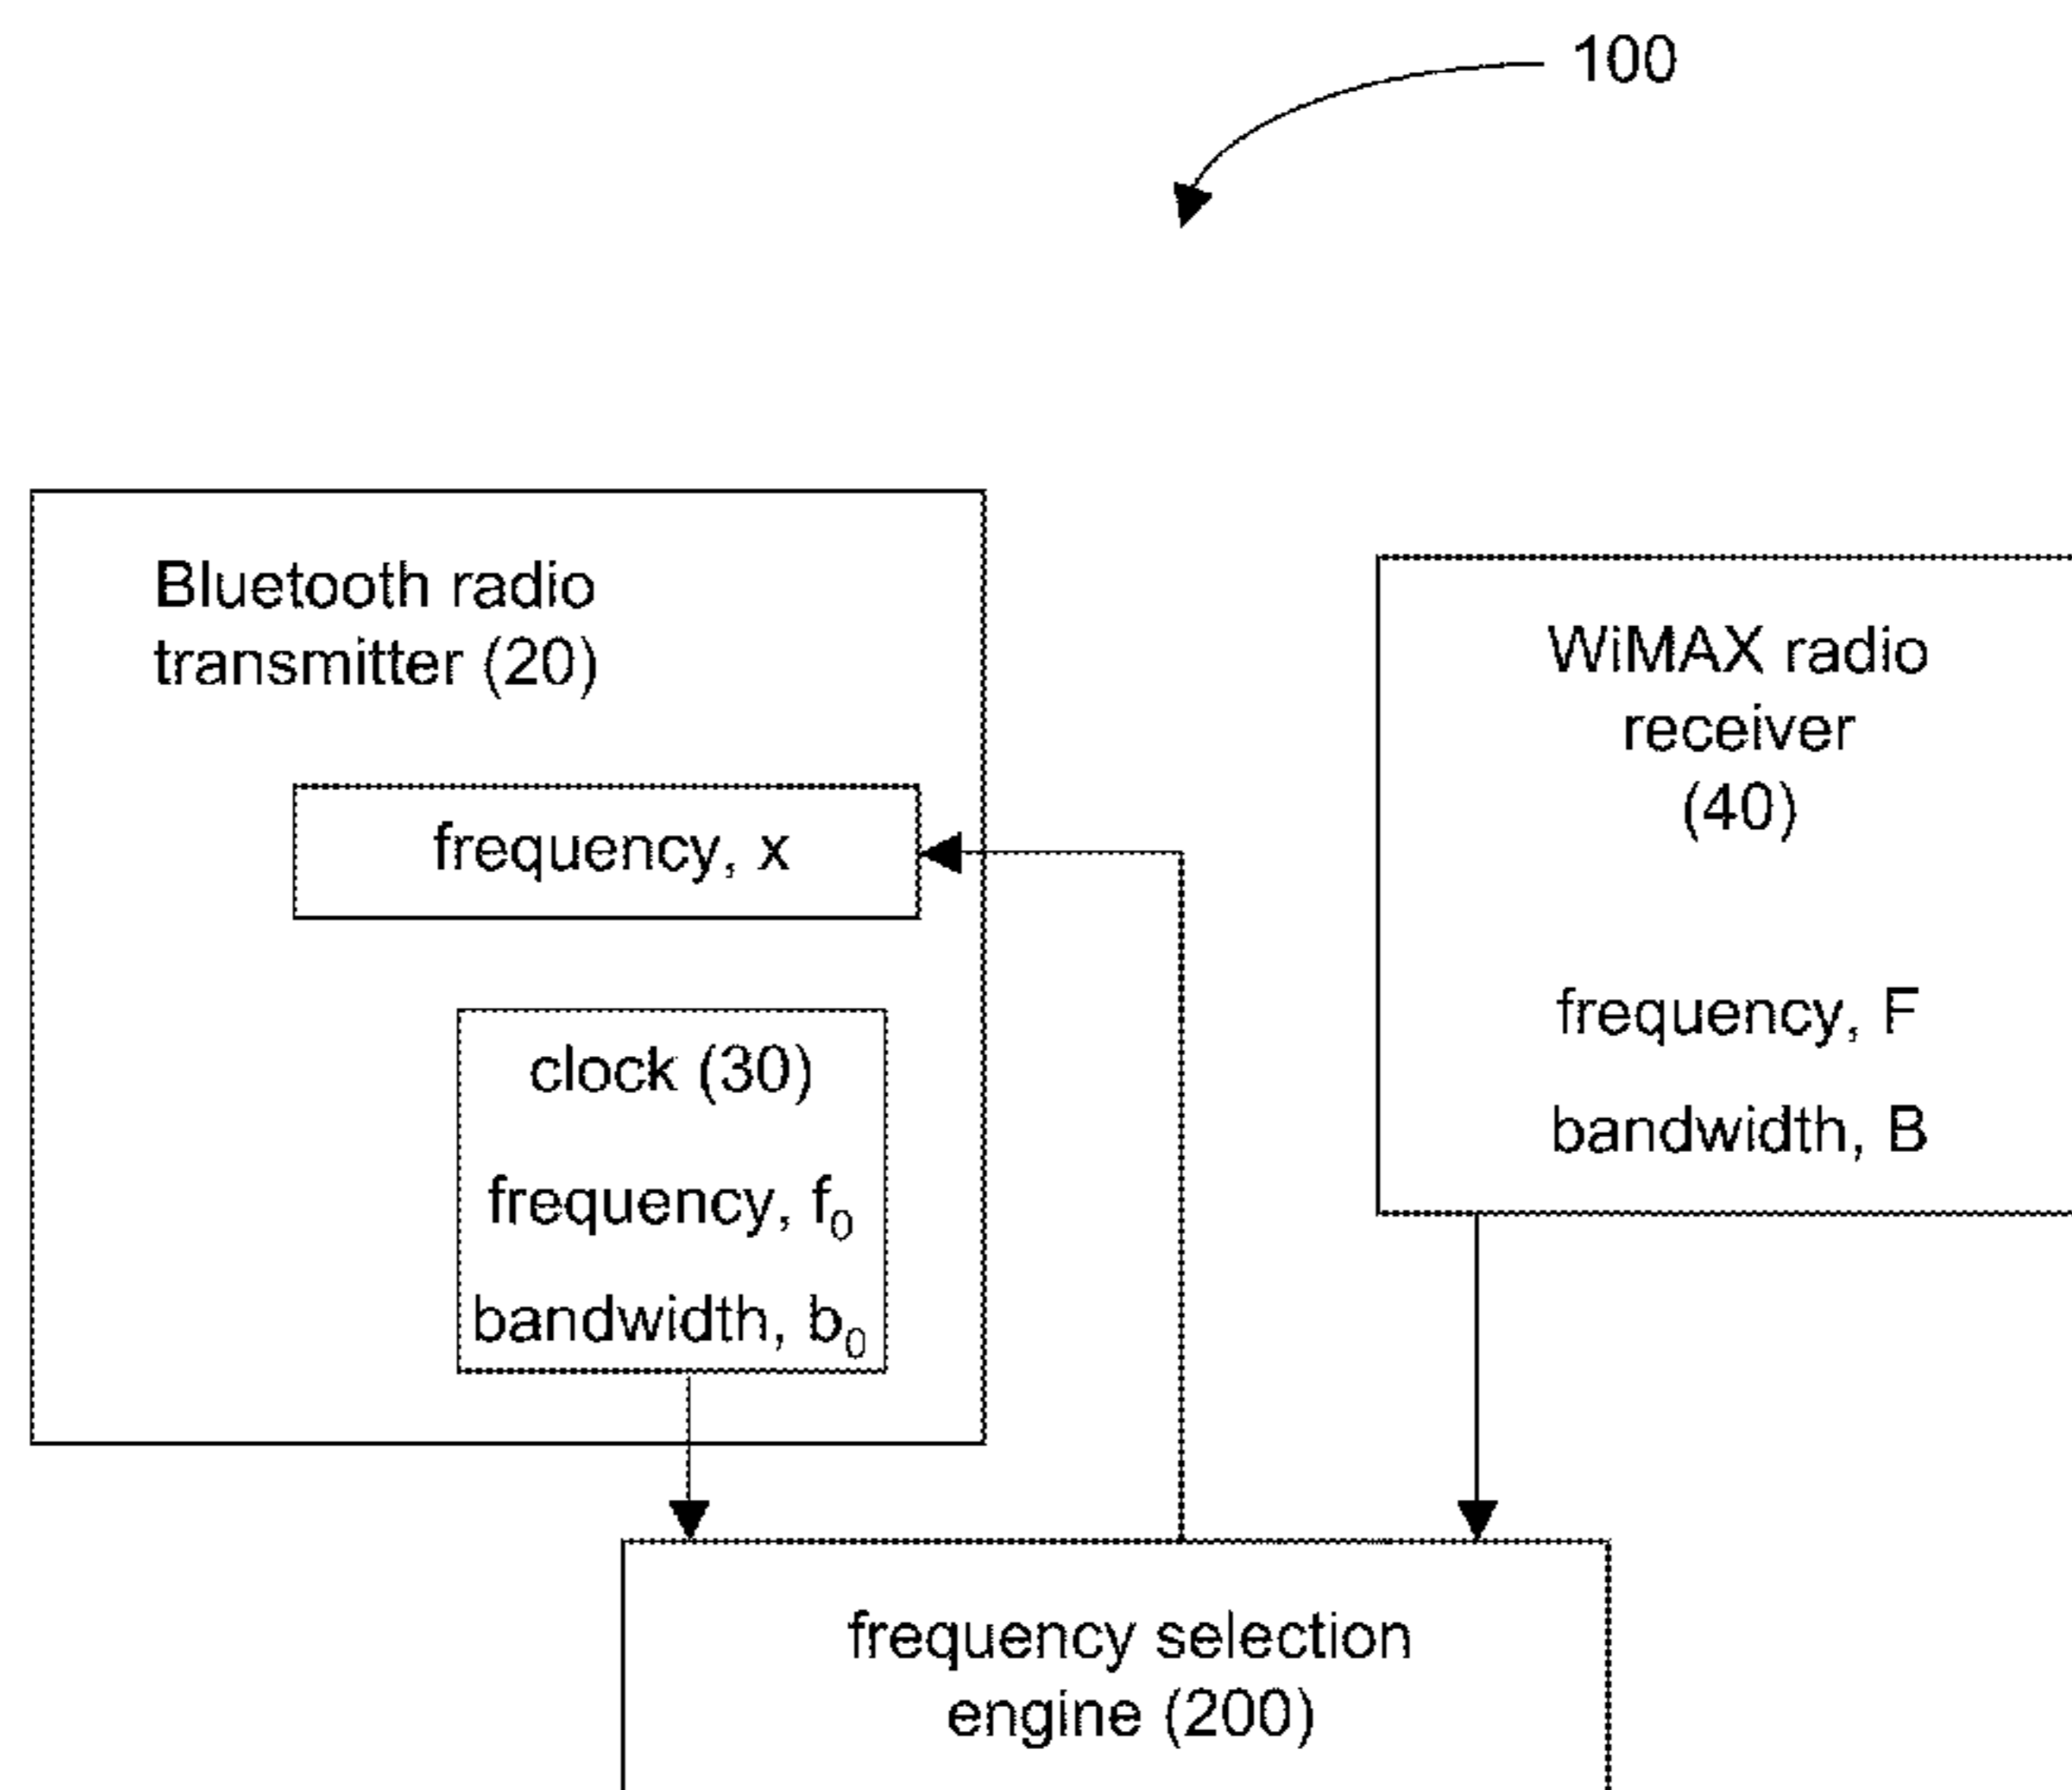 100
Bluetooth radio
transmitter (20)
frequency, x
clock (30)
frequency, f₀
bandwidth, b₀
WiMAX radio
receiver
(40)
frequency, F
bandwidth, B
frequency selection
engine (200)